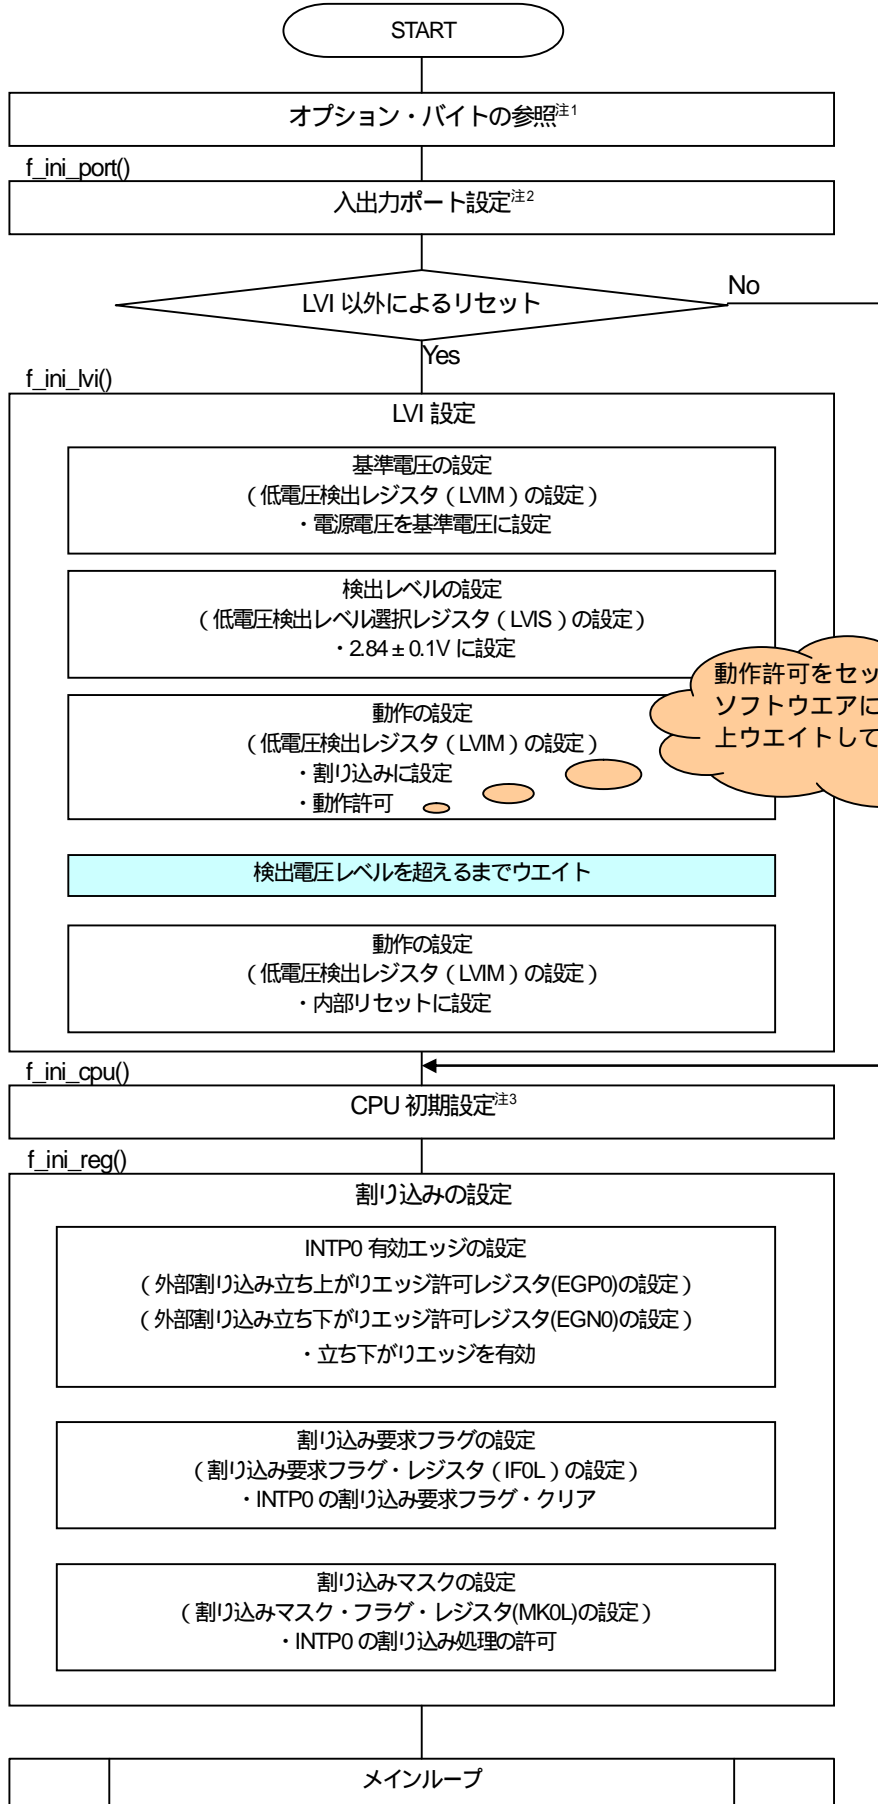 START
オプション・バイトの参照注1
f_ini_port()
入出力ポート設定注2
LVI 以外によるリセット
No
Yes
f_ini_lvi()
LVI 設定
基準電圧の設定
（低電圧検出レジスタ（LVIM）の設定）
・電源電圧を基準電圧に設定
検出レベルの設定
（低電圧検出レベル選択レジスタ（LVIS）の設定）
・2.84±0.1V に設定
動作許可をセッ
ソフトウエアに
上ウエイトして
動作の設定
（低電圧検出レジスタ（LVIM）の設定）
・割り込みに設定
・動作許可
検出電圧レベルを超えるまでウエイト
動作の設定
（低電圧検出レジスタ（LVIM）の設定）
・内部リセットに設定
f_ini_cpu()
CPU 初期設定注3
f_ini_reg()
割り込みの設定
INTP0 有効エッジの設定
（外部割り込み立ち上がりエッジ許可レジスタ(EGP0)の設定）
（外部割り込み立ち下がりエッジ許可レジスタ(EGN0)の設定）
・立ち下がりエッジを有効
割り込み要求フラグの設定
（割り込み要求フラグ・レジスタ（IF0L）の設定）
・INTP0 の割り込み要求フラグ・クリア
割り込みマスクの設定
（割り込みマスク・フラグ・レジスタ(MK0L)の設定）
・INTP0 の割り込み処理の許可
メインループ